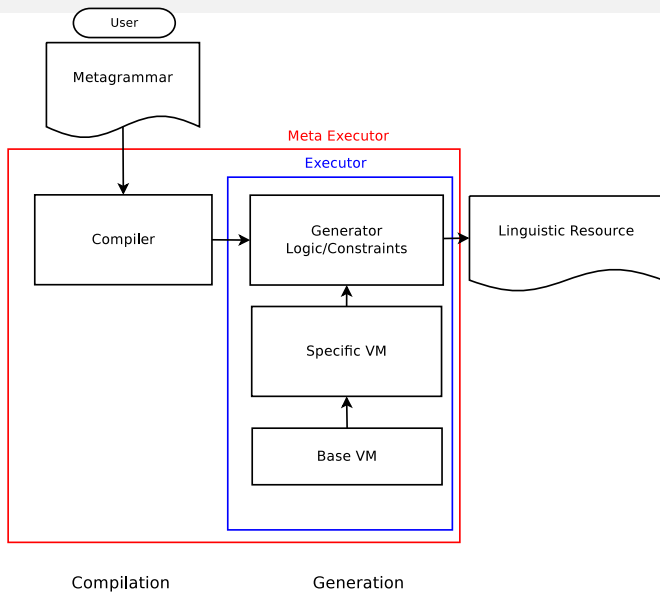 User
Metagrammar
Meta Executor
Executor
Compiler
Generator
Logic/Constraints
Linguistic Resource
Specific VM
Base VM
Compilation
Generation